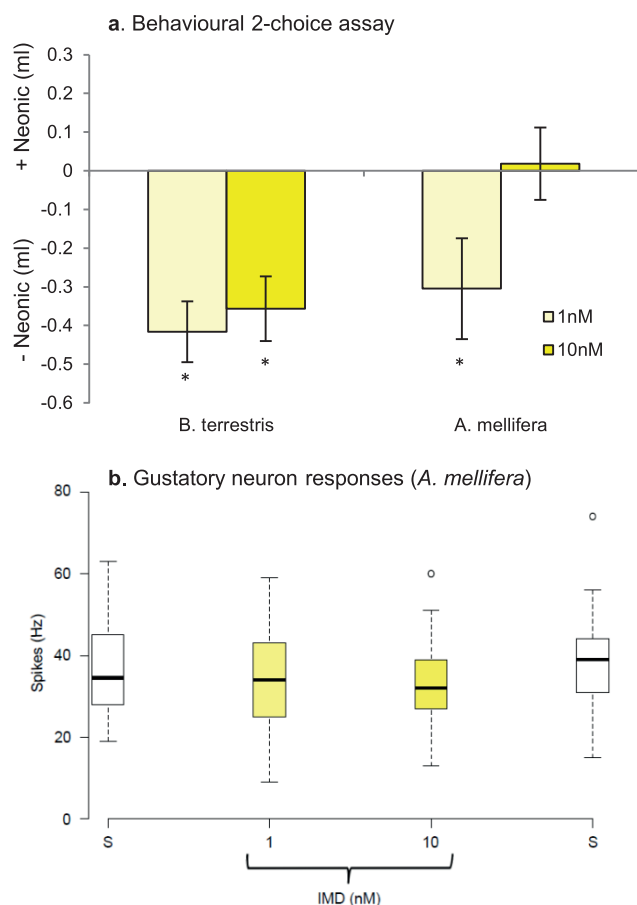 a. Behavioural 2-choice assay
+ Neonic (ml)
- Neonic (ml)
0.3
0.2
0.1
0
-0.1
-0.2
-0.3
-0.4
-0.5
-0.6
*
*
*
1nM
10nM
B. terrestris
A. mellifera
b. Gustatory neuron responses (A. mellifera)
Spikes (Hz)
80
60
40
20
0
S
1
10
S
IMD (nM)